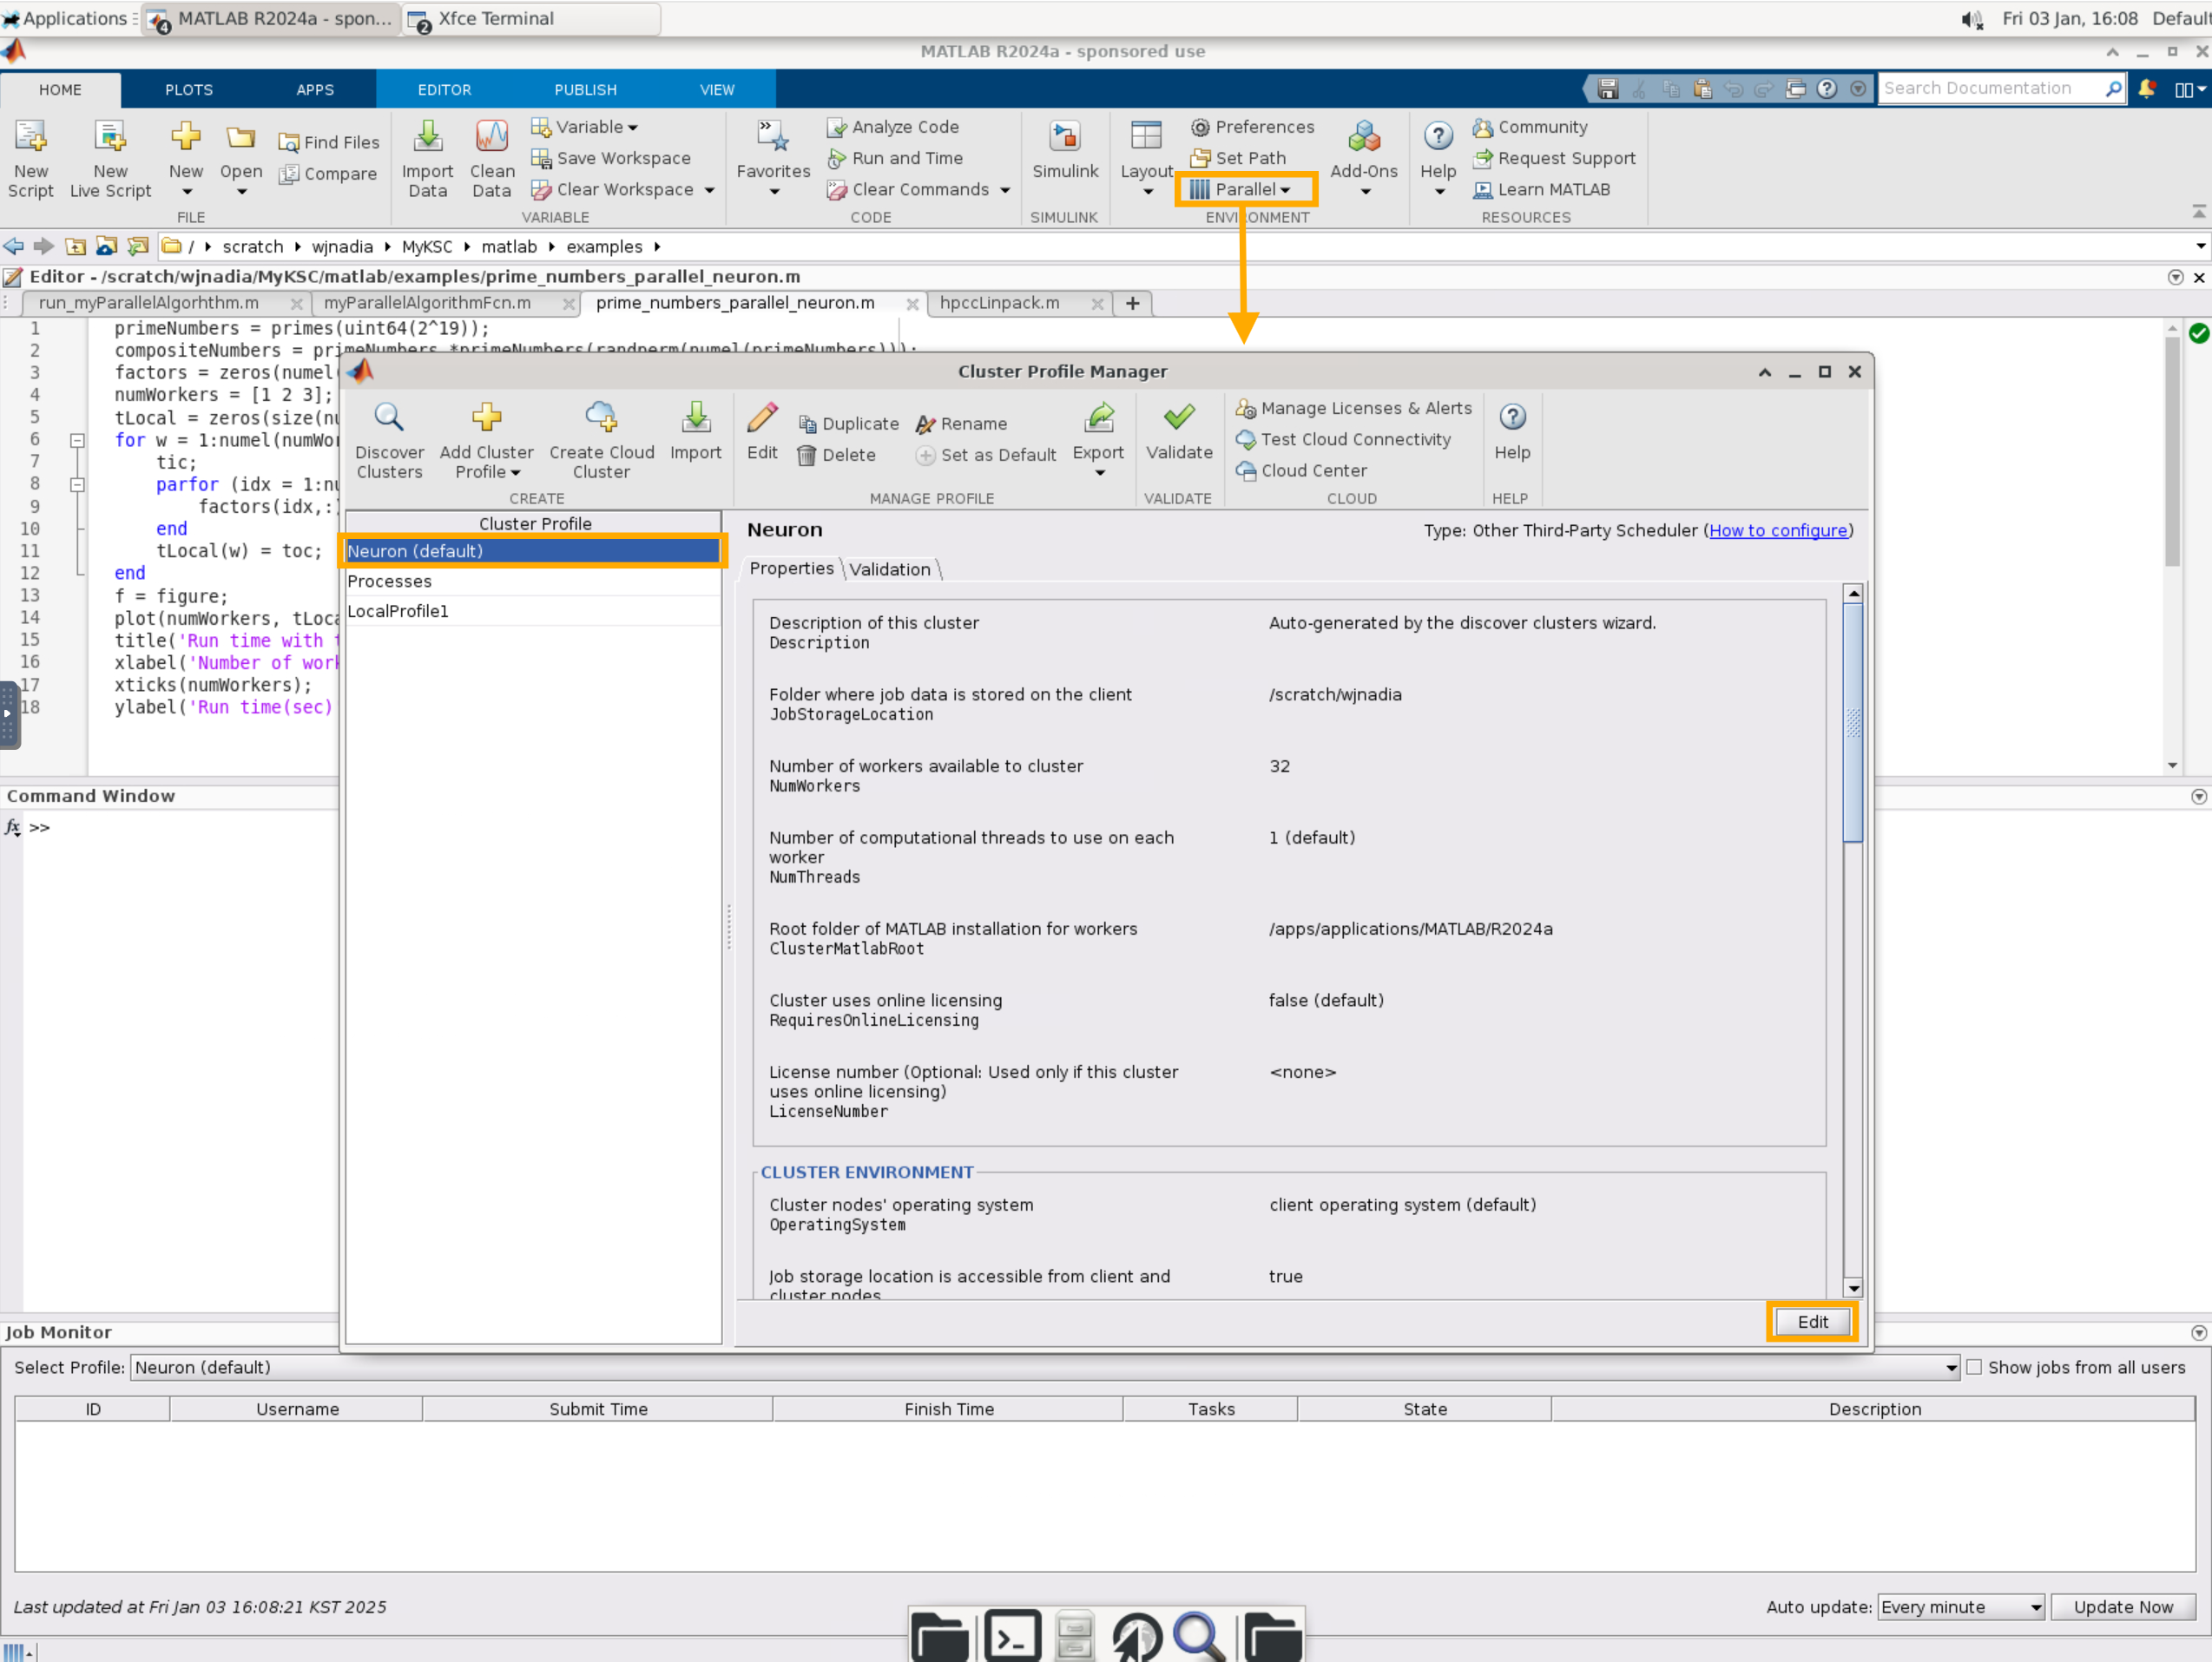 Applications
MATLAB R2024a - spon...
Xfce Terminal
Fri 03 Jan, 16:08 Default
MATLAB R2024a - sponsored use
HOME PLOTS APPS EDITOR PUBLISH VIEW
Search Documentation
New Script
New Live Script
New
Open
Find Files
Compare
FILE
Import Data
Clean Data
Variable
Save Workspace
Clear Workspace
VARIABLE
Favorites
Analyze Code
Run and Time
Clear Commands
CODE
Simulink
SIMULINK
Layout
Preferences
Set Path
Parallel
Add-Ons
ENVIRONMENT
Help
Community
Request Support
Learn MATLAB
RESOURCES
/ scratch wjnadia MyKSC matlab examples
Editor - /scratch/wjnadia/MyKSC/matlab/examples/prime_numbers_parallel_neuron.m
run_myParallelAlgorhthm.m myParallelAlgorithmFcn.m prime_numbers_parallel_neuron.m hpccLinpack.m +
1 primeNumbers = primes(uint64(2^19));
2 compositeNumbers = primeNumbers.*primeNumbers(randperm(numel(primeNumbers)));
3 factors = zeros(numel(
4 numWorkers = [1 2 3];
5 tLocal = zeros(size(nu
6 for w = 1:numel(numWor
7 tic;
8 parfor (idx = 1:nu
9 factors(idx,:)
10 end
11 tLocal(w) = toc;
12 end
13 f = figure;
14 plot(numWorkers, tLoca
15 title('Run time with t
16 xlabel('Number of work
17 xticks(numWorkers);
18 ylabel('Run time(sec)
Command Window
fx >>
Cluster Profile Manager
Discover Clusters
Add Cluster Profile
Create Cloud Cluster
Import
CREATE
Edit
Duplicate
Delete
Rename
Set as Default
Export
MANAGE PROFILE
Validate
VALIDATE
Manage Licenses & Alerts
Test Cloud Connectivity
Cloud Center
CLOUD
Help
HELP
Cluster Profile
Neuron (default)
Processes
LocalProfile1
Neuron
Type: Other Third-Party Scheduler (How to configure)
Properties Validation
Description of this cluster Auto-generated by the discover clusters wizard.
Description
Folder where job data is stored on the client /scratch/wjnadia
JobStorageLocation
Number of workers available to cluster 32
NumWorkers
Number of computational threads to use on each 1 (default)
worker
NumThreads
Root folder of MATLAB installation for workers /apps/applications/MATLAB/R2024a
ClusterMatlabRoot
Cluster uses online licensing false (default)
RequiresOnlineLicensing
License number (Optional: Used only if this cluster <none>
uses online licensing)
LicenseNumber
CLUSTER ENVIRONMENT
Cluster nodes' operating system client operating system (default)
OperatingSystem
Job storage location is accessible from client and true
cluster nodes
Edit
Job Monitor
Select Profile: Neuron (default)
Show jobs from all users
ID Username Submit Time Finish Time Tasks State Description
Last updated at Fri Jan 03 16:08:21 KST 2025
Auto update: Every minute
Update Now